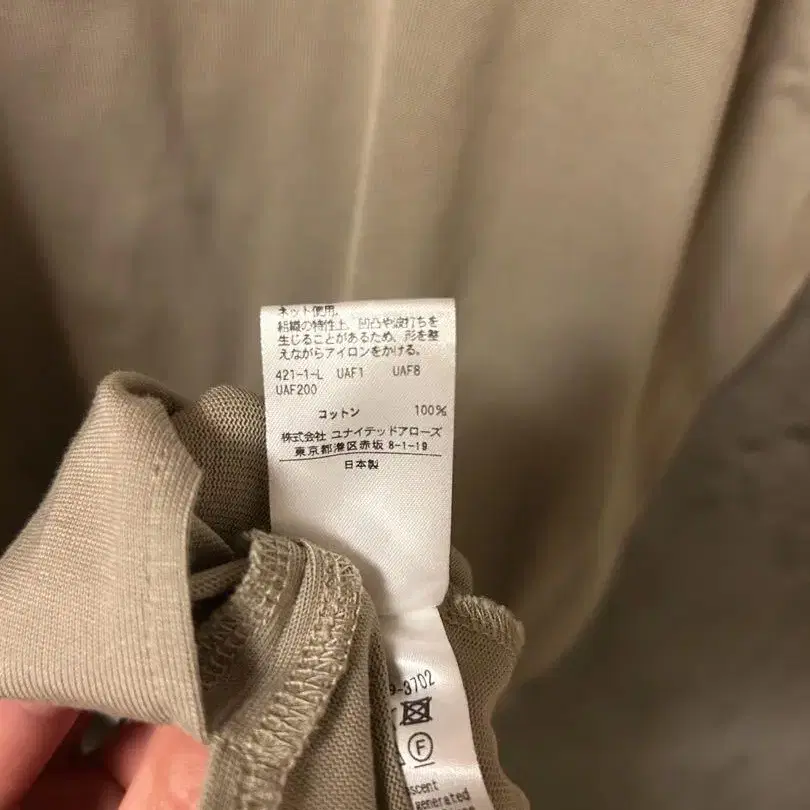 ネット使用。
組織の特性上、凹凸や波打ちを
生じることがあるため、形を整
えながらアイロンをかける。
421-1-L UAF1 UAF8
UAF200
コットン 100%
株式会社 ユナイテッドアローズ
東京都港区赤坂 8-1-19
日本製
9-3702
F
generated